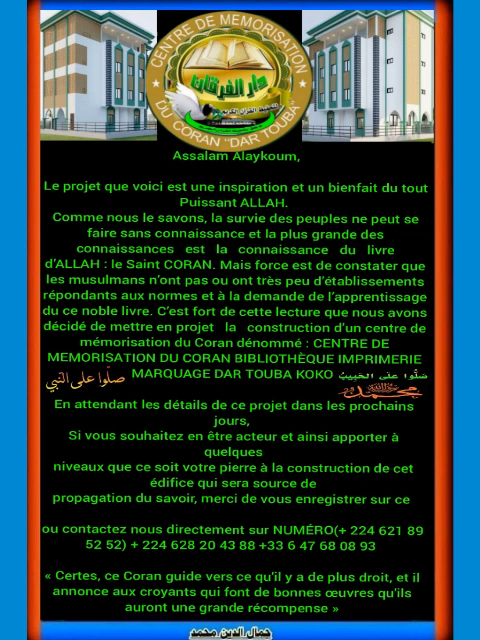 CENTRE DE MEMORISATION
دار الفرقان
DU CORAN "DAR TOUBA"
Assalam Alaykoum,
Le projet que voici est une inspiration et un bienfait du tout
Puissant ALLAH.
Comme nous le savons, la survie des peuples ne peut se
faire sans connaissance et la plus grande des
connaissances est la connaissance du livre
d'ALLAH : le Saint CORAN. Mais force est de constater que
les musulmans n'ont pas ou ont très peu d'établissements
répondants aux normes et à la demande de l'apprentissage
du ce noble livre. C'est fort de cette lecture que nous avons
décidé de mettre en projet la construction d'un centre de
mémorisation du Coran dénommé : CENTRE DE
MEMORISATION DU CORAN BIBLIOTHÈQUE IMPRIMERIE
صلوا على النبي MARQUAGE DAR TOUBA KOKO صلوا على الحبيب
محمد
En attendant les détails de ce projet dans les prochains
jours,
Si vous souhaitez en être acteur et ainsi apporter à
quelques
niveaux que ce soit votre pierre à la construction de cet
édifice qui sera source de
propagation du savoir, merci de vous enregistrer sur ce
ou contactez nous directement sur NUMÉRO(+ 224 621 89
52 52) + 224 628 20 43 88 +33 6 47 68 08 93
« Certes, ce Coran guide vers ce qu'il y a de plus droit, et il
annonce aux croyants qui font de bonnes œuvres qu'ils
auront une grande récompense »
جمال الدين محمد